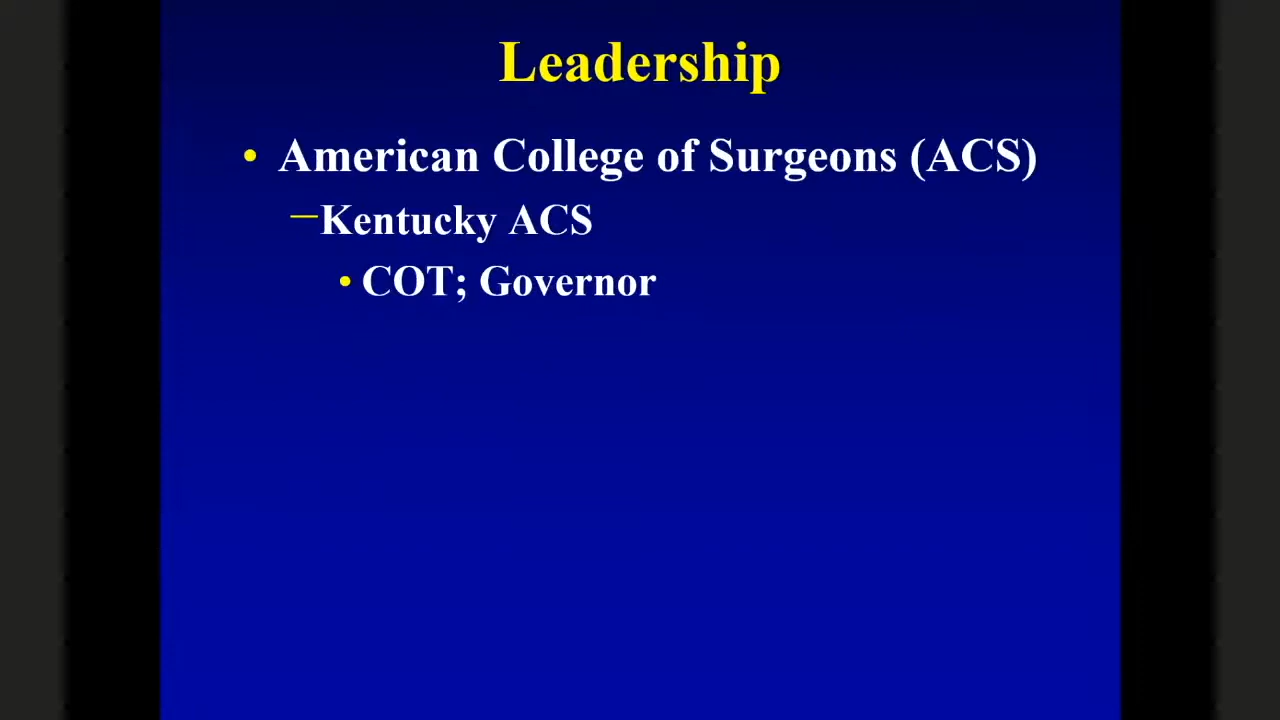 Leadership
• American College of Surgeons (ACS)
–Kentucky ACS
• COT; Governor